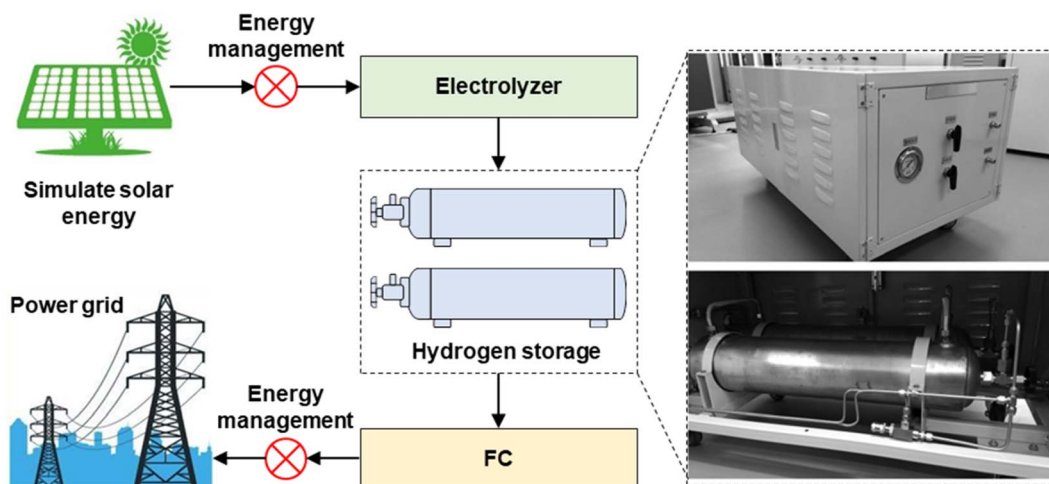 Energy
management
Electrolyzer
Simulate solar
energy
Hydrogen storage
Power grid
Energy
management
FC